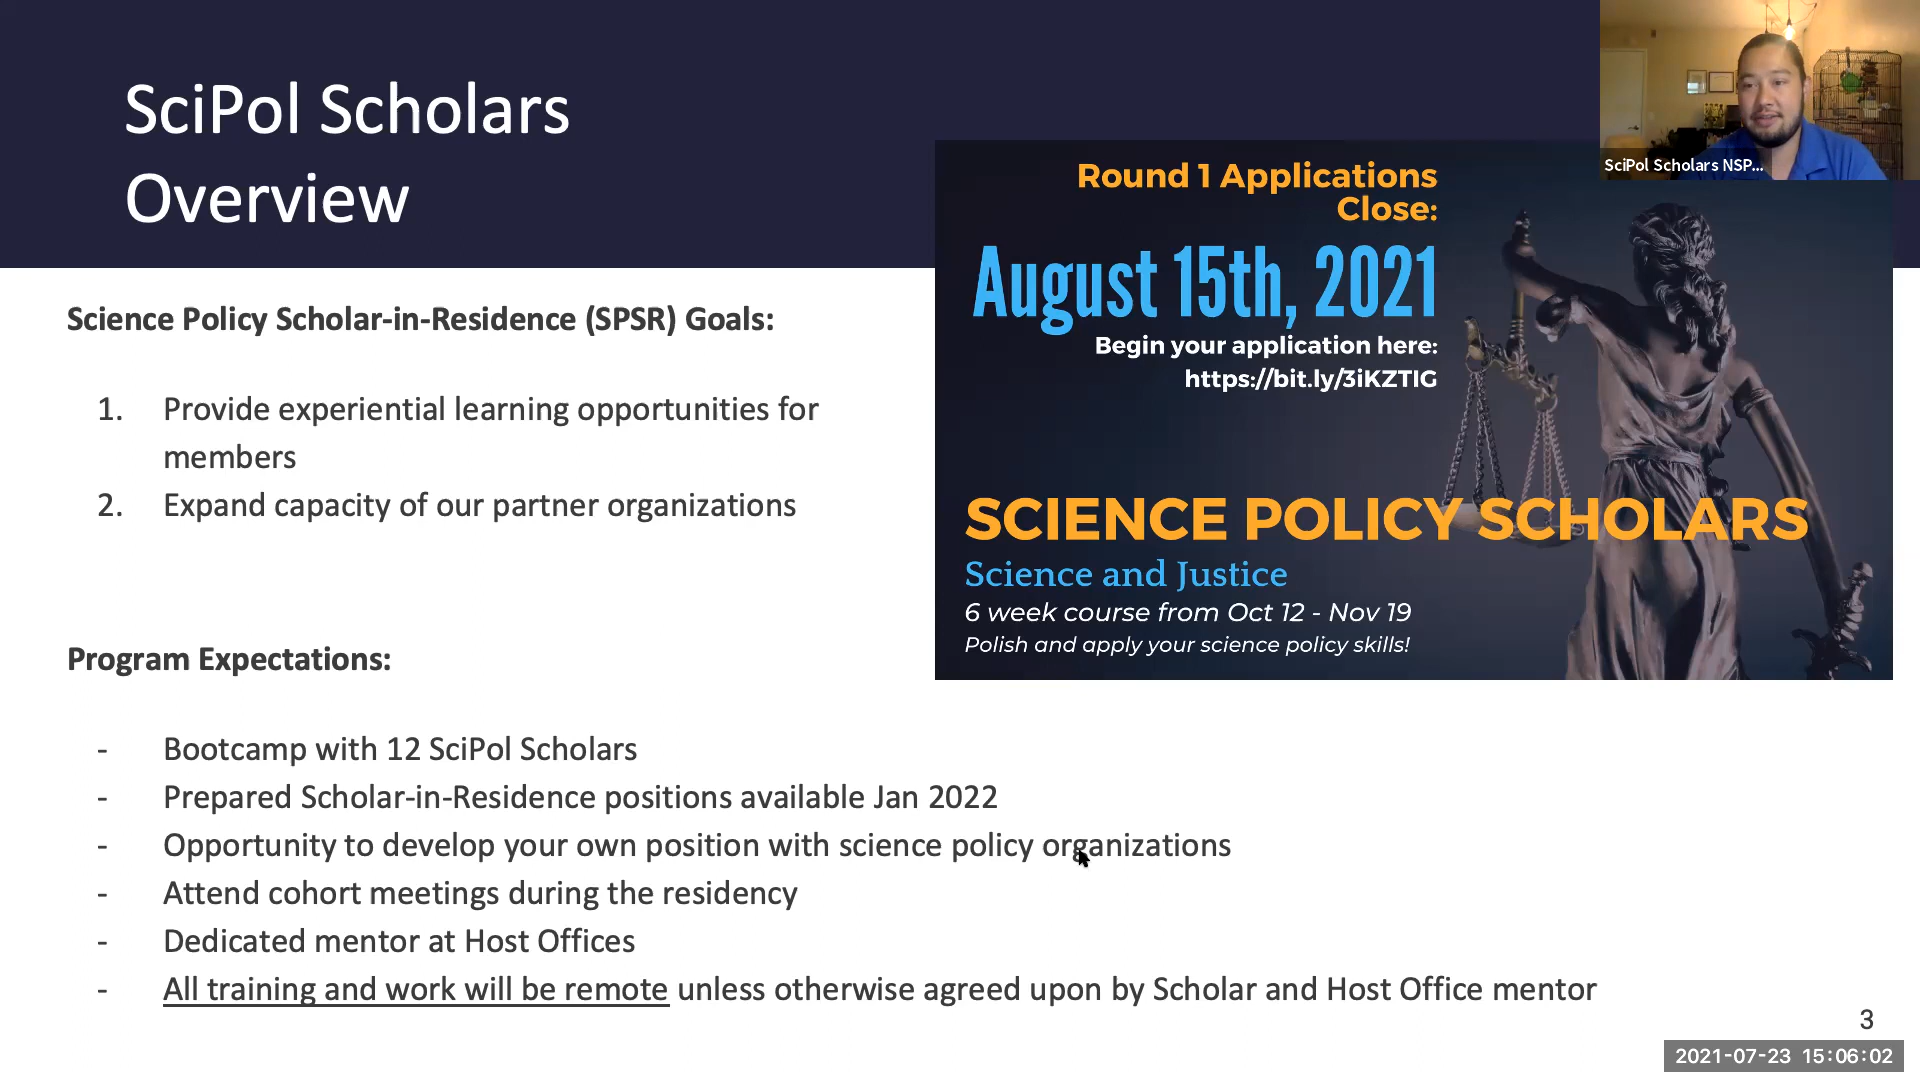 SciPol Scholars
Overview
SciPol Scholars NSP...
Round 1 Applications
Close:
August 15th, 2021
Begin your application here:
https://bit.ly/3iKZTIG
SCIENCE POLICY SCHOLARS
Science and Justice
6 week course from Oct 12 - Nov 19
Polish and apply your science policy skills!
Science Policy Scholar-in-Residence (SPSR) Goals:
1. Provide experiential learning opportunities for
members
2. Expand capacity of our partner organizations
Program Expectations:
- Bootcamp with 12 SciPol Scholars
- Prepared Scholar-in-Residence positions available Jan 2022
- Opportunity to develop your own position with science policy organizations
- Attend cohort meetings during the residency
- Dedicated mentor at Host Offices
- All training and work will be remote unless otherwise agreed upon by Scholar and Host Office mentor
3
2021-07-23 15:06:02